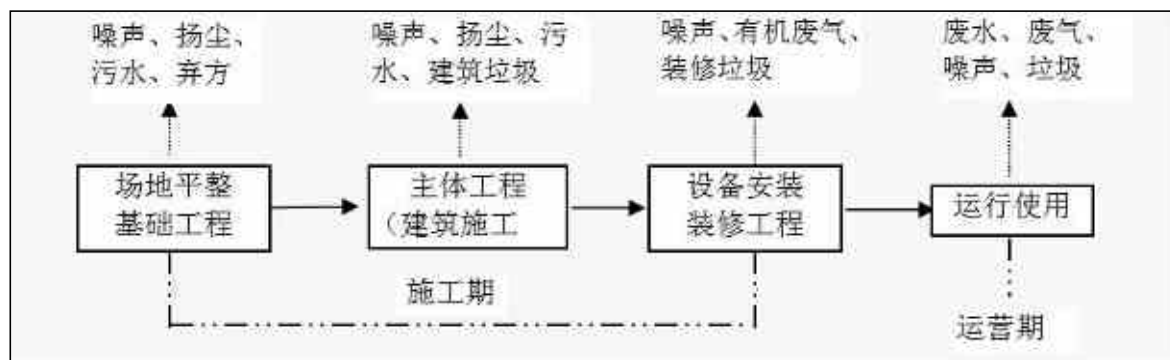 噪声、扬尘、
污水、弃方
噪声、扬尘、污
水、建筑垃圾
噪声、有机废气、
装修垃圾
废水、废气、
噪声、垃圾
场地平整
基础工程
主体工程
（建筑施工
设备安装
装修工程
运行使用
施工期
运营期